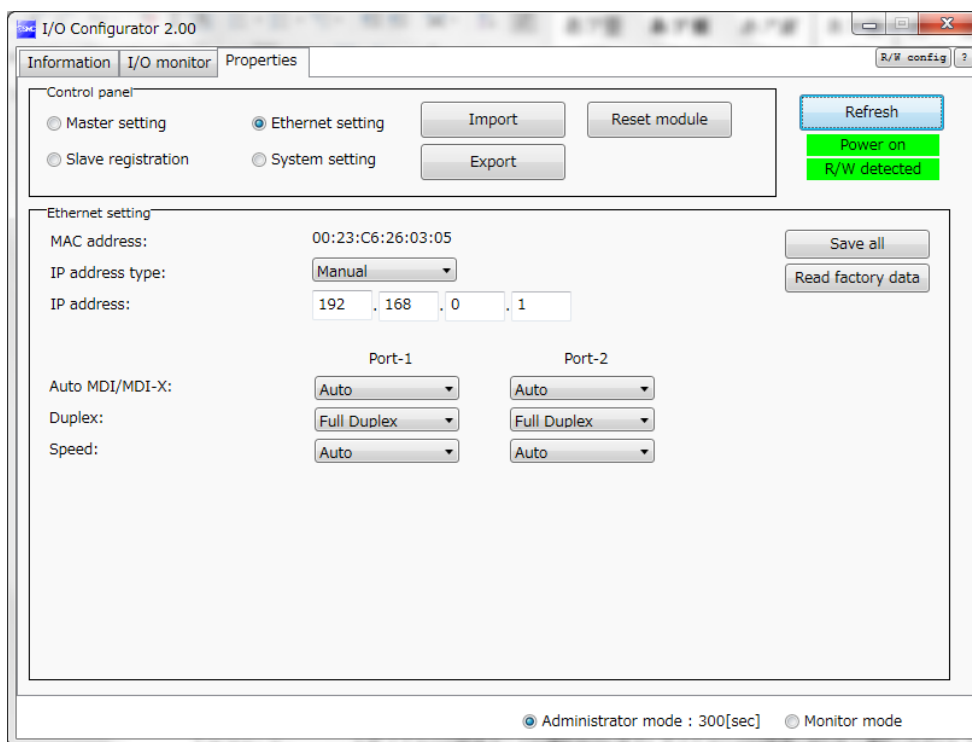 SMC I/O Configurator 2.00
Information I/O monitor Properties R/W config ?
Control panel
Master setting Ethernet setting Import Reset module Refresh
Power on
Slave registration System setting Export R/W detected
Ethernet setting
MAC address: 00:23:C6:26:03:05 Save all
IP address type: Manual Read factory data
IP address: 192 . 168 . 0 . 1
Port-1 Port-2
Auto MDI/MDI-X: Auto Auto
Duplex: Full Duplex Full Duplex
Speed: Auto Auto
Administrator mode : 300[sec] Monitor mode